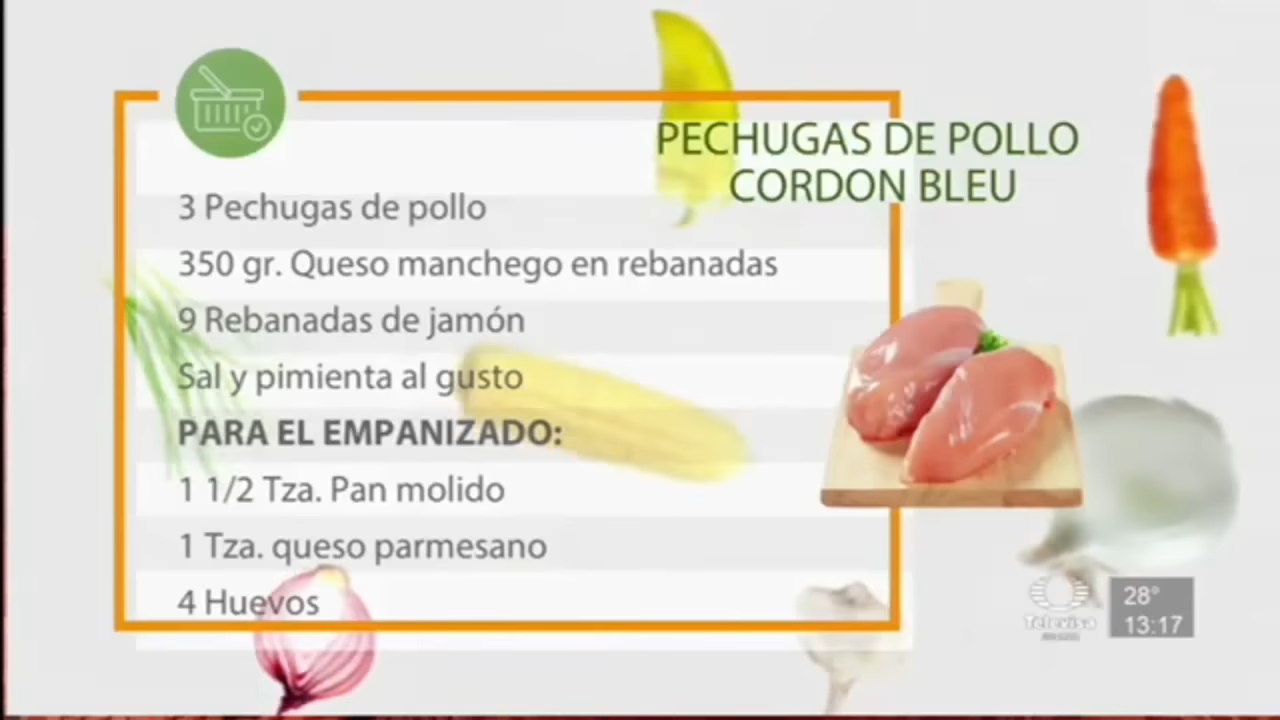 PECHUGAS DE POLLO
CORDON BLEU
3 Pechugas de pollo
350 gr. Queso manchego en rebanadas
9 Rebanadas de jamón
Sal y pimienta al gusto
PARA EL EMPANIZADO:
1 1/2 Tza. Pan molido
1 Tza. queso parmesano
4 Huevos
Televisa
28°
13:17